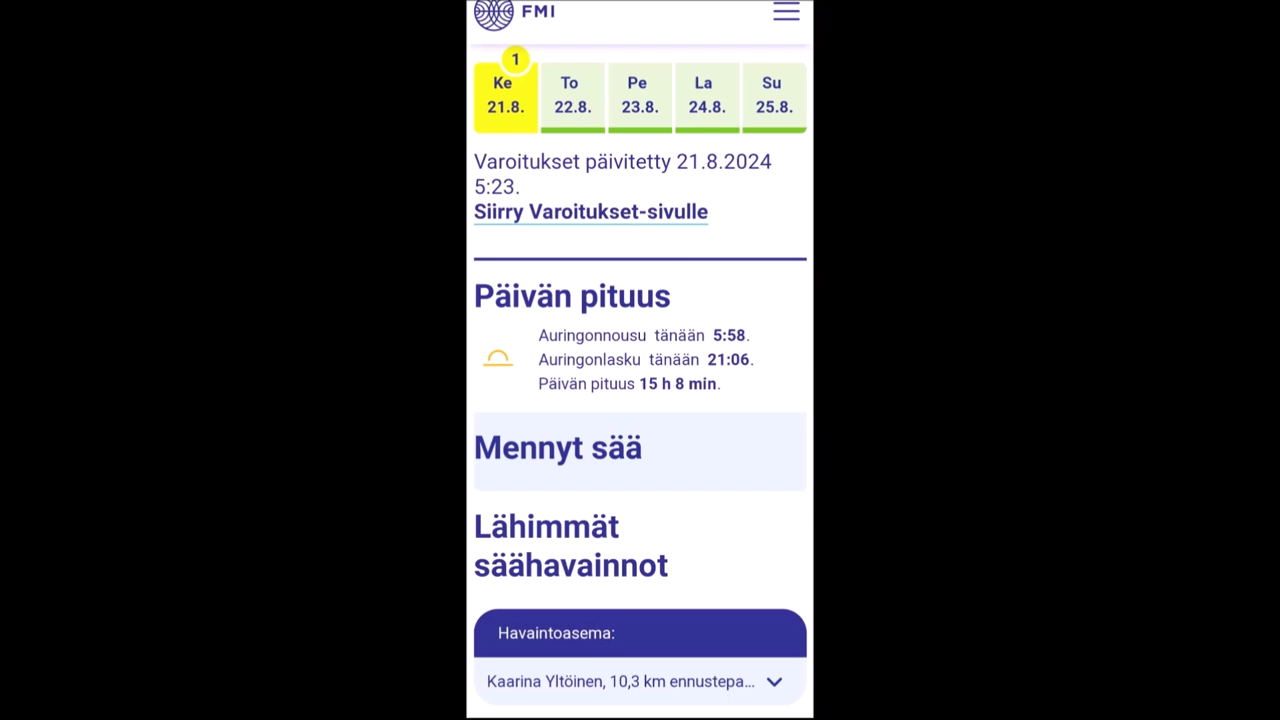 FMI
1
Ke To Pe La Su
21.8. 22.8. 23.8. 24.8. 25.8.
Varoitukset päivitetty 21.8.2024
5:23.
Siirry Varoitukset-sivulle
Päivän pituus
Auringonnousu tänään 5:58.
Auringonlasku tänään 21:06.
Päivän pituus 15 h 8 min.
Mennyt sää
Lähimmät
säähavainnot
Havaintoasema:
Kaarina Yltöinen, 10,3 km ennustepa...